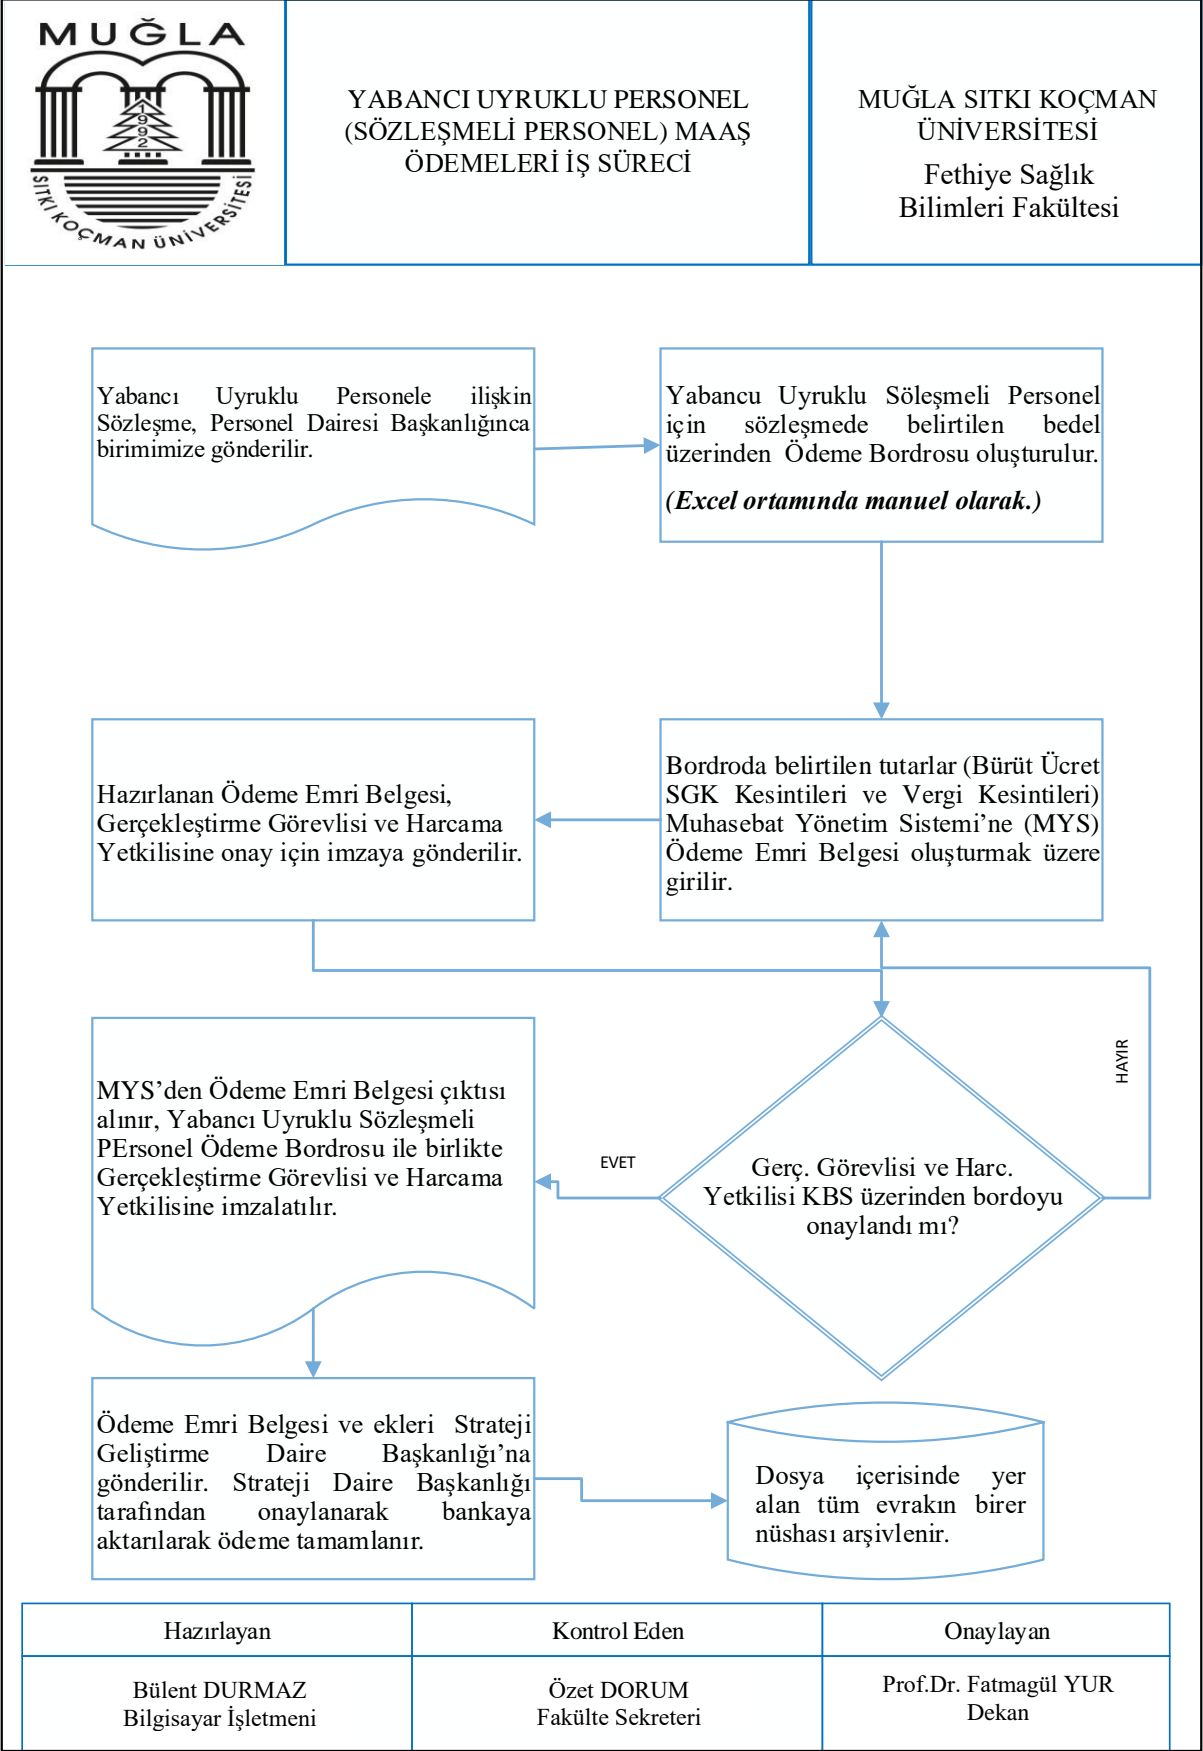 MUĞLA
1992
SITKI KOÇMAN ÜNİVERSİTESİ
YABANCI UYRUKLU PERSONEL
(SÖZLEŞMELİ PERSONEL) MAAŞ
ÖDEMELERİ İŞ SÜRECİ
MUĞLA SITKI KOÇMAN
ÜNİVERSİTESİ
Fethiye Sağlık
Bilimleri Fakültesi
Yabancı Uyruklu Personele ilişkin
Sözleşme, Personel Dairesi Başkanlığınca
birimimize gönderilir.
Yabancu Uyruklu Söleşmeli Personel
için sözleşmede belirtilen bedel
üzerinden Ödeme Bordrosu oluşturulur.
(Excel ortamında manuel olarak.)
Hazırlanan Ödeme Emri Belgesi,
Gerçekleştirme Görevlisi ve Harcama
Yetkilisine onay için imzaya gönderilir.
Bordroda belirtilen tutarlar (Bürüt Ücret
SGK Kesintileri ve Vergi Kesintileri)
Muhasebat Yönetim Sistemi’ne (MYS)
Ödeme Emri Belgesi oluşturmak üzere
girilir.
MYS’den Ödeme Emri Belgesi çıktısı
alınır, Yabancı Uyruklu Sözleşmeli
PErsonel Ödeme Bordrosu ile birlikte
Gerçekleştirme Görevlisi ve Harcama
Yetkilisine imzalatılır.
EVET
Gerç. Görevlisi ve Harc.
Yetkilisi KBS üzerinden bordoyu
onaylandı mı?
HAYIR
Ödeme Emri Belgesi ve ekleri Strateji
Geliştirme Daire Başkanlığı’na
gönderilir. Strateji Daire Başkanlığı
tarafından onaylanarak bankaya
aktarılarak ödeme tamamlanır.
Dosya içerisinde yer
alan tüm evrakın birer
nüshası arşivlenir.
Hazırlayan
Kontrol Eden
Onaylayan
Bülent DURMAZ
Bilgisayar İşletmeni
Özet DORUM
Fakülte Sekreteri
Prof.Dr. Fatmagül YUR
Dekan